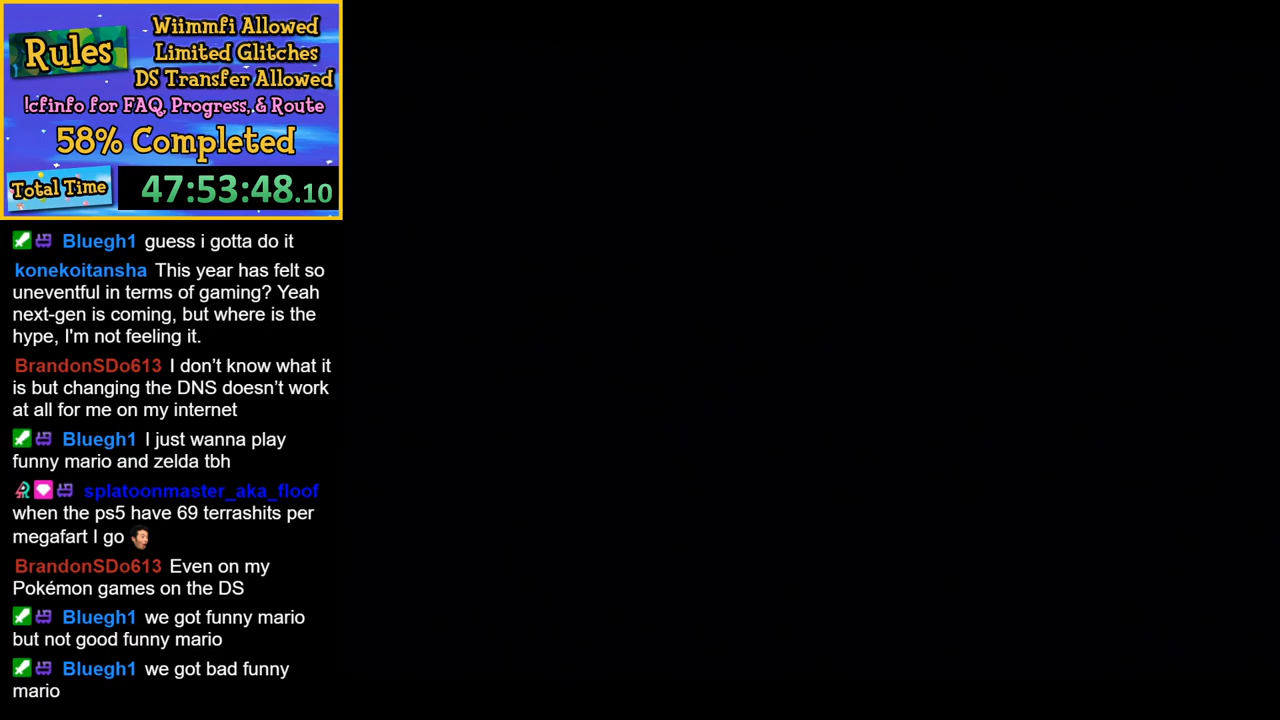 Rules
Wiimmfi Allowed
Limited Glitches
DS Transfer Allowed
!cfinfo for FAQ, Progress, & Route
58% Completed
Total Time
47:53:48.10
Bluegh1 guess i gotta do it
konekoitansha This year has felt so
uneventful in terms of gaming? Yeah
next-gen is coming, but where is the
hype, I'm not feeling it.
BrandonSDo613 I don’t know what it
is but changing the DNS doesn’t work
at all for me on my internet
Bluegh1 I just wanna play
funny mario and zelda tbh
splatoonmaster_aka_floof
when the ps5 have 69 terrashits per
megafart I go
BrandonSDo613 Even on my
Pokémon games on the DS
Bluegh1 we got funny mario
but not good funny mario
Bluegh1 we got bad funny
mario